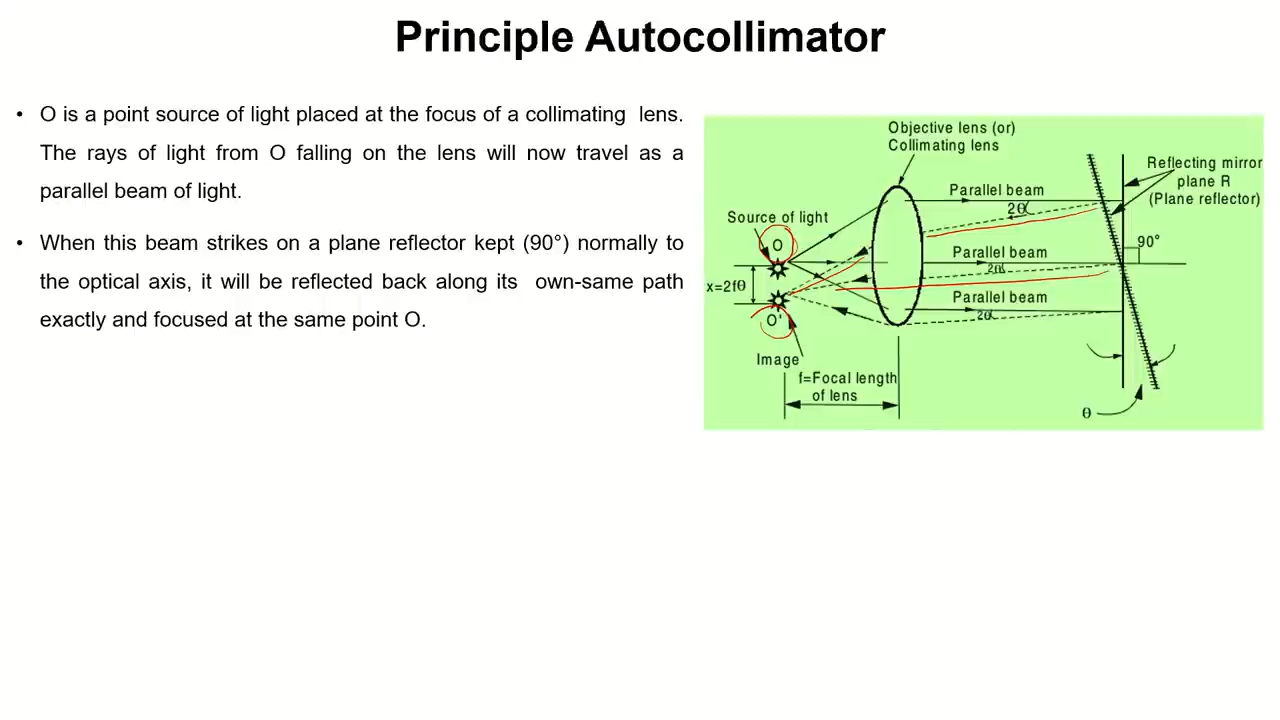 Principle Autocollimator
• O is a point source of light placed at the focus of a collimating lens.
The rays of light from O falling on the lens will now travel as a
parallel beam of light.
• When this beam strikes on a plane reflector kept (90°) normally to
the optical axis, it will be reflected back along its own-same path
exactly and focused at the same point O.
Objective lens (or)
Collimating lens
Reflecting mirror
plane R
(Plane reflector)
Parallel beam
2θ
Source of light
O
90°
Parallel beam
2θ
x=2fθ
Parallel beam
2θ
O'
Image
f=Focal length
of lens
θ